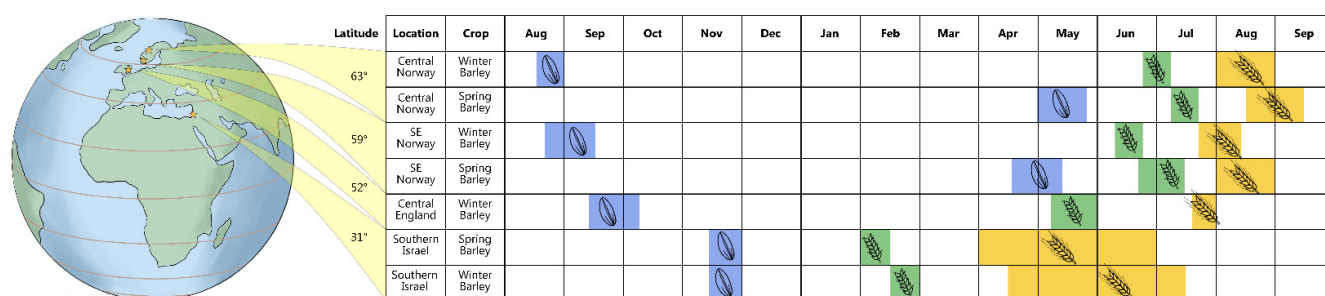 Latitude Location Crop Aug Sep Oct Nov Dec Jan Feb Mar Apr May Jun Jul Aug Sep
63°
Central Winter
Norway Barley
Central Spring
Norway Barley
59°
SE Winter
Norway Barley
SE Spring
Norway Barley
52°
Central Winter
England Barley
31°
Southern Spring
Israel Barley
Southern Winter
Israel Barley